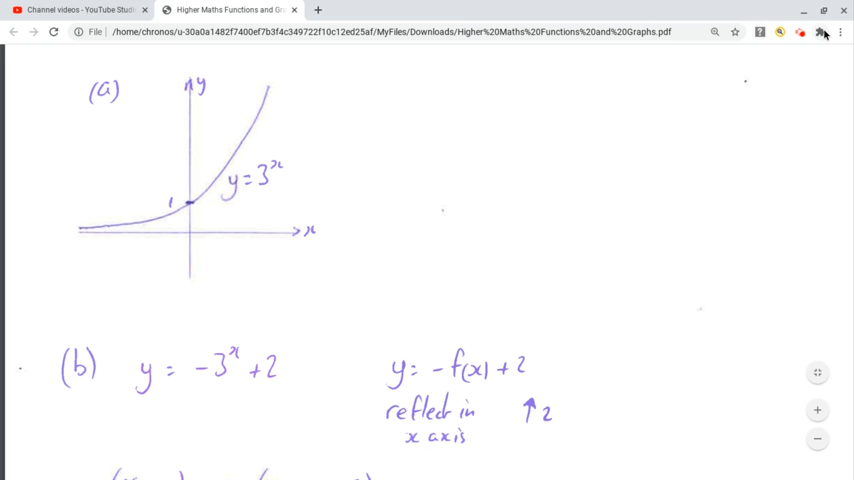 Channel videos - YouTube Studi
Higher Maths Functions and Gr
File
/home/chronos/u-30a0a1482f7400ef7b3f4c349722f10c12ed25af/MyFiles/Downloads/Higher%20Maths%20Functions%20and%20Graphs.pdf
(a)
y
y = 3^x
1
x
(b) y = -3^x + 2
y = -f(x) + 2
reflect in ↑2
x axis